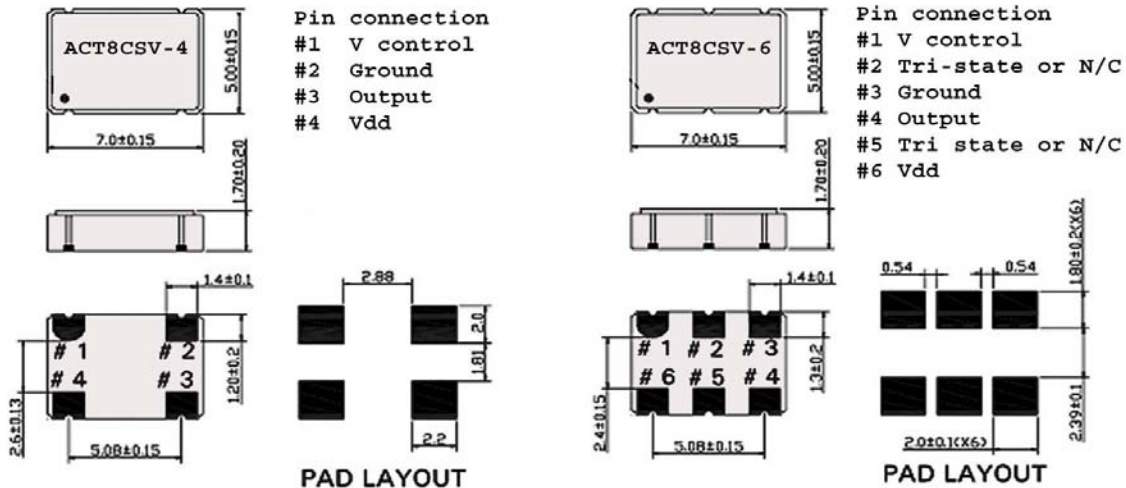 ACT8CSV-4
5.00±0.15
7.0±0.15
Pin connection
#1 V control
#2 Ground
#3 Output
#4 Vdd
1.70±0.20
1.4±0.1
# 1 # 2
# 4 # 3
1.20±0.2
2.6±0.13
5.08±0.15
2.88
2.0
1.81
2.2
PAD LAYOUT
ACT8CSV-6
5.00±0.15
7.0±0.15
Pin connection
#1 V control
#2 Tri-state or N/C
#3 Ground
#4 Output
#5 Tri state or N/C
#6 Vdd
1.70±0.20
1.4±0.1
# 1 # 2 # 3
# 6 # 5 # 4
1.3±0.2
2.4±0.15
5.08±0.15
0.54 0.54
1.80±0.2(X6)
2.39±0.1
2.0±0.1(X6)
PAD LAYOUT